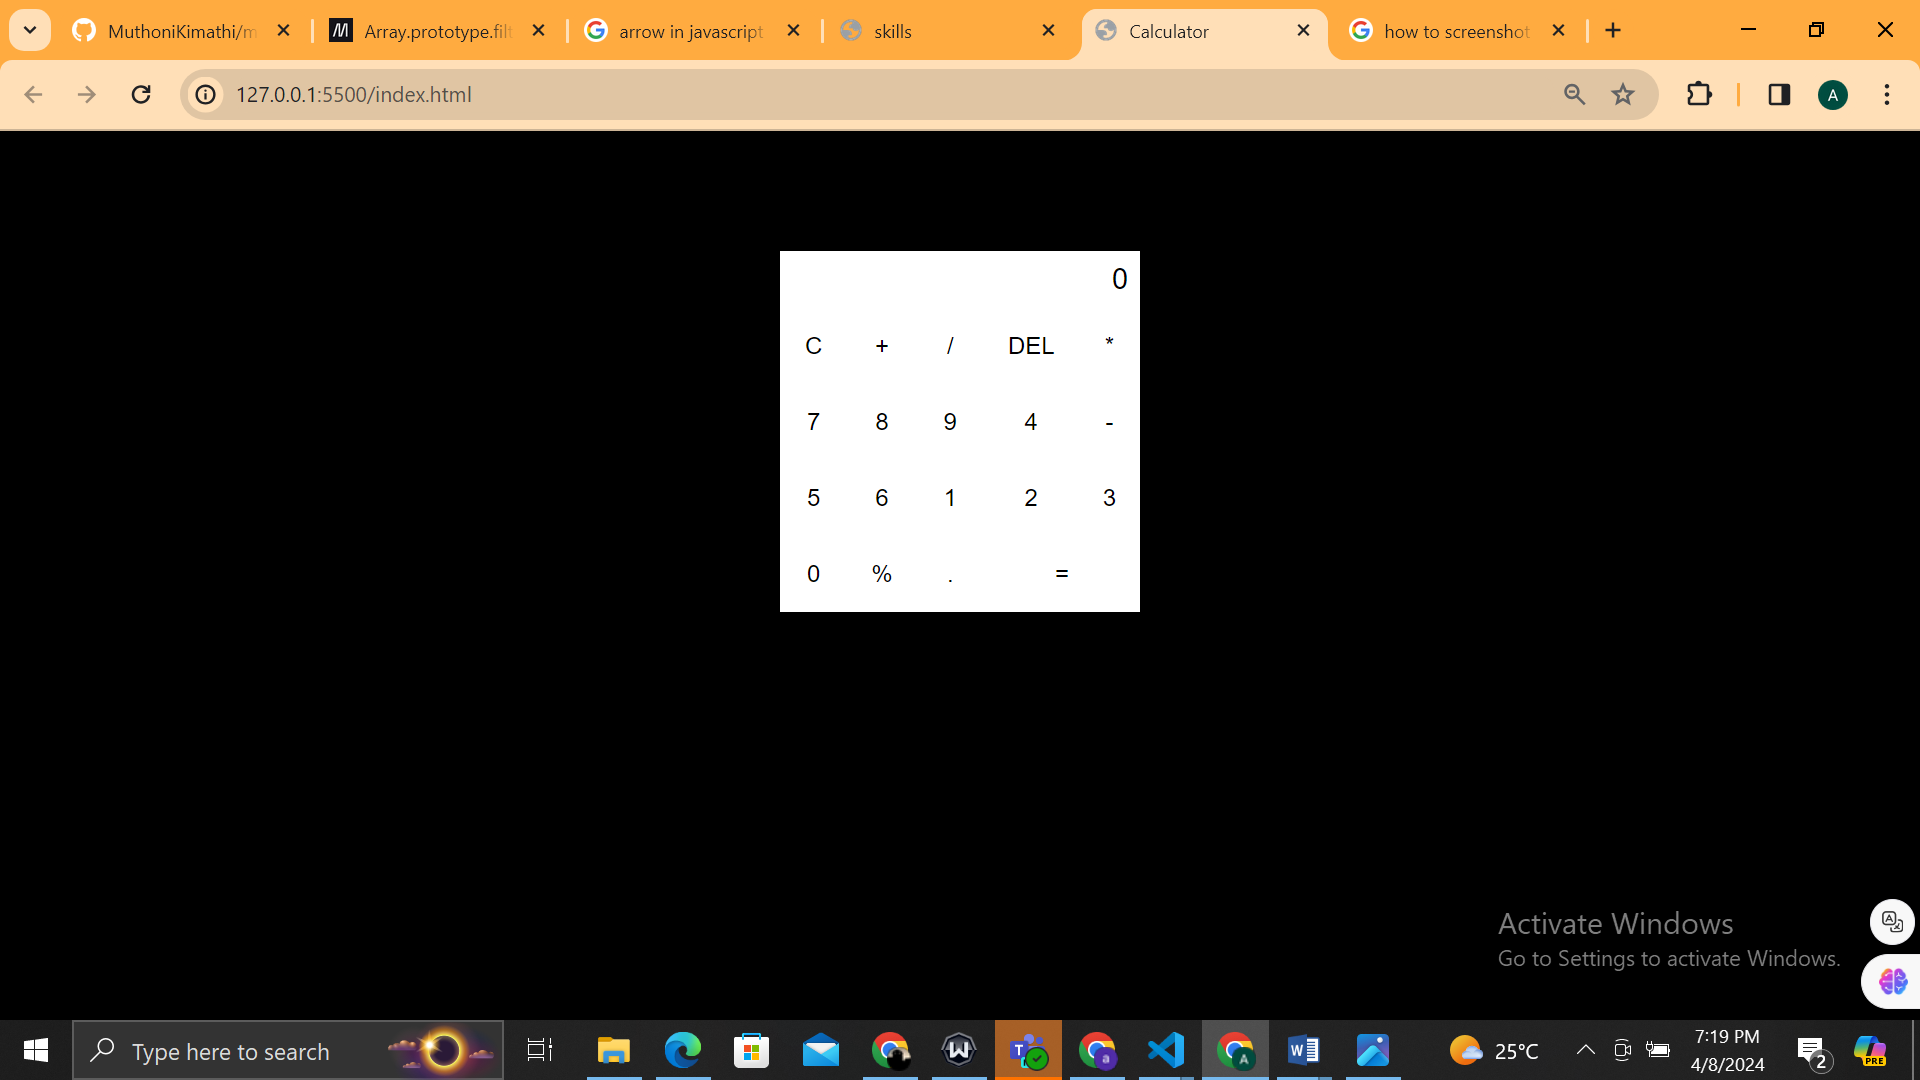 MuthoniKimathi/m
Array.prototype.filt
arrow in javascript
skills
Calculator
how to screenshot
127.0.0.1:5500/index.html
A
0
C + / DEL *
7 8 9 4 -
5 6 1 2 3
0 % . =
Activate Windows
Go to Settings to activate Windows.
Type here to search
25°C
7:19 PM
4/8/2024
2
PRE